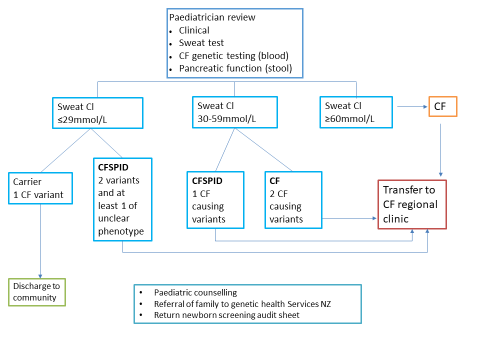 Paediatrician review
• Clinical
• Sweat test
• CF genetic testing (blood)
• Pancreatic function (stool)
Sweat Cl
≤29mmol/L
Sweat Cl
30-59mmol/L
Sweat Cl
≥60mmol/L
CF
Carrier
1 CF variant
CFSPID
2 variants
and at
least 1 of
unclear
phenotype
CFSPID
1 CF
causing
variants
CF
2 CF
causing
variants
Transfer to
CF regional
clinic
Discharge to
community
• Paediatric counselling
• Referral of family to genetic health Services NZ
• Return newborn screening audit sheet